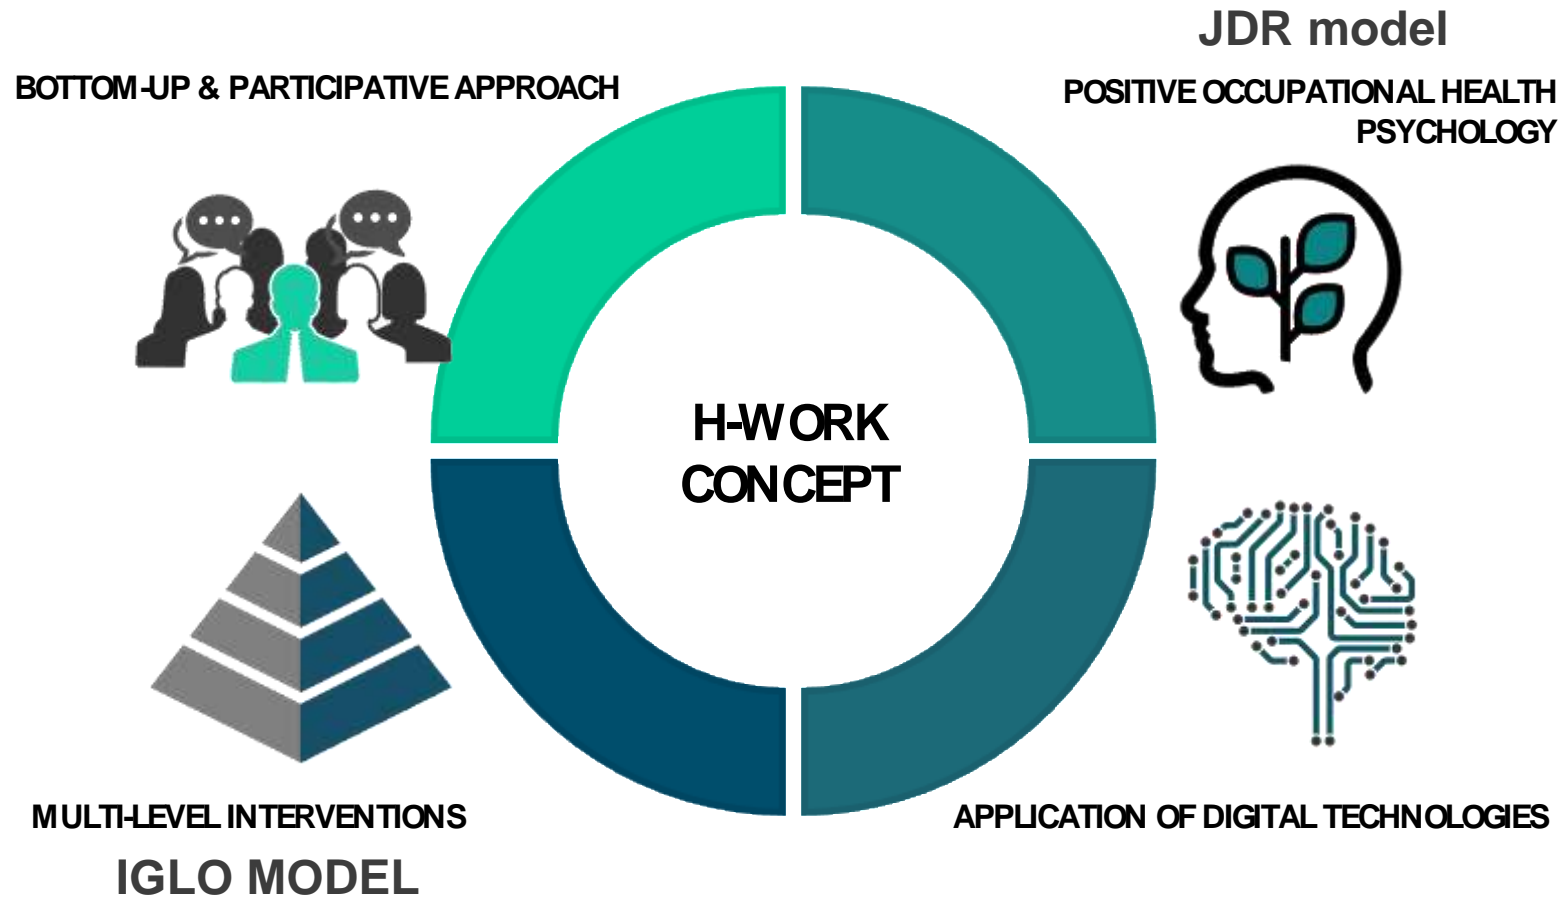 JDR model
BOTTOM-UP & PARTICIPATIVE APPROACH
POSITIVE OCCUPATIONAL HEALTH
PSYCHOLOGY
H-WORK
CONCEPT
MULTI-LEVEL INTERVENTIONS
APPLICATION OF DIGITAL TECHNOLOGIES
IGLO MODEL